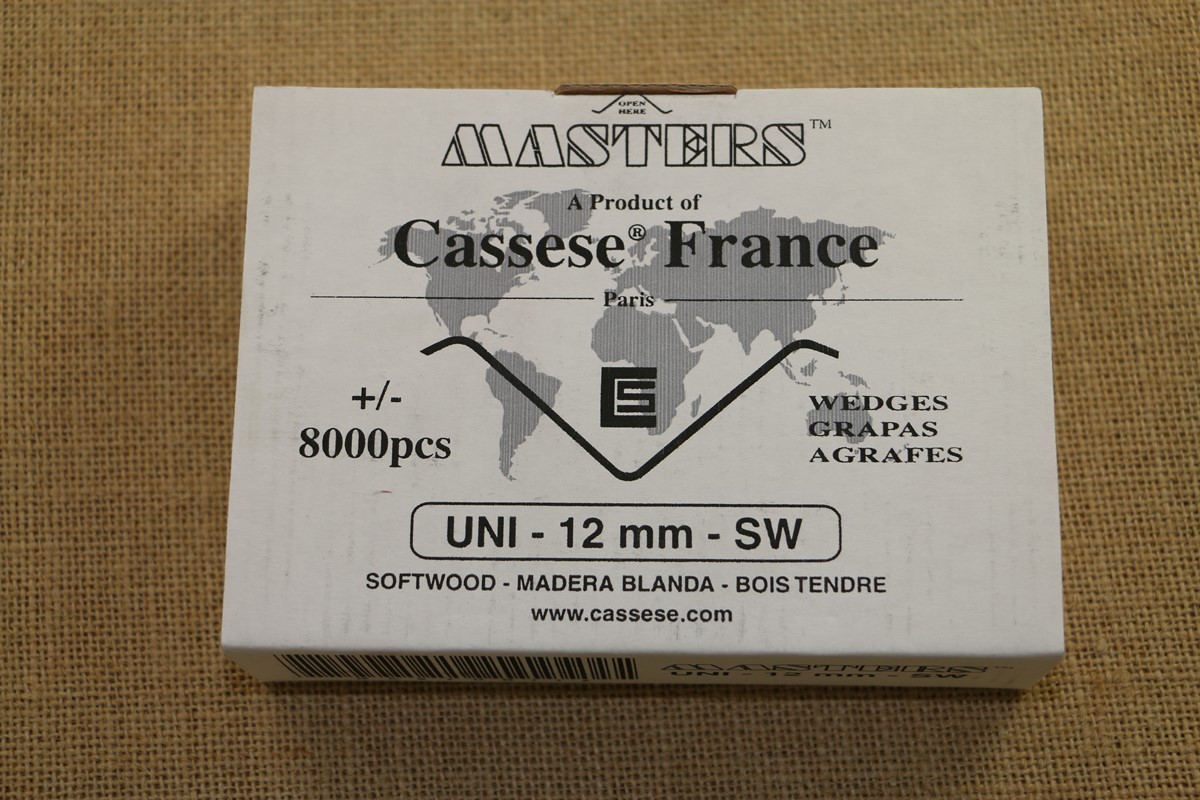 OPEN
HERE
MASTERS™
A Product of
Cassese® France
Paris
+/-
8000pcs
CS
WEDGES
GRAPAS
AGRAFES
UNI - 12 mm - SW
SOFTWOOD - MADERA BLANDA - BOIS TENDRE
www.cassese.com
MASTERS™
UNI - 12 mm - SW